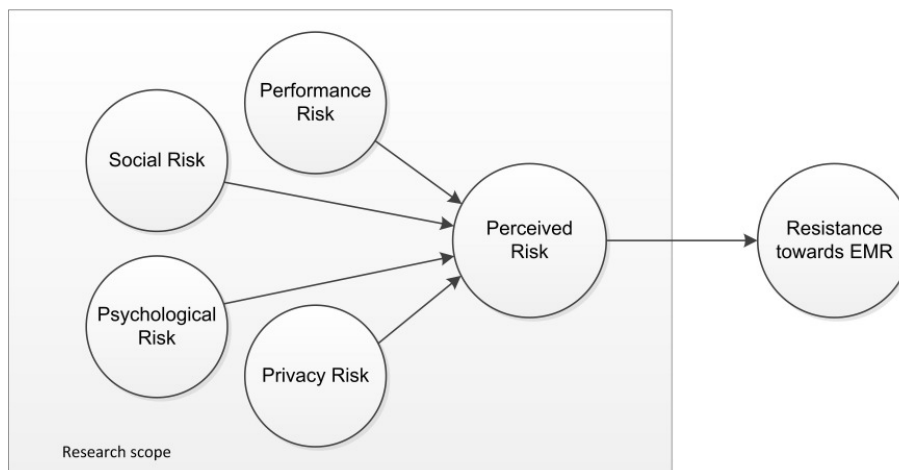 Performance
Risk
Social Risk
Perceived
Risk
Resistance
towards EMR
Psychological
Risk
Privacy Risk
Research scope